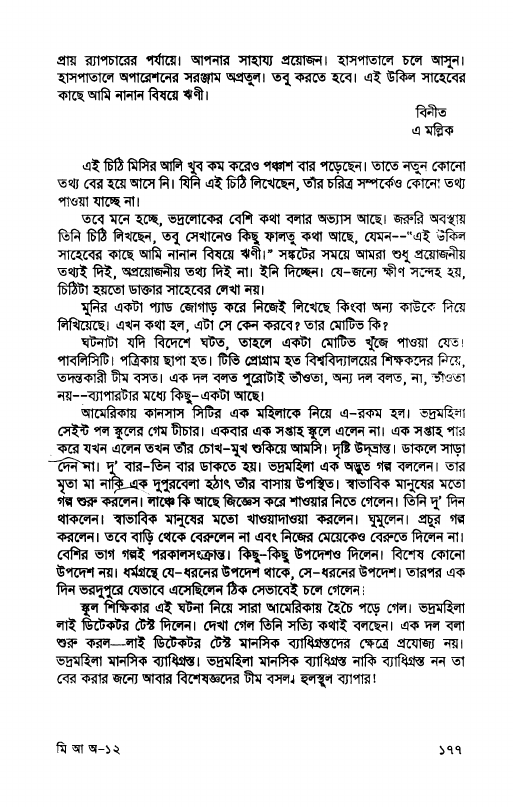 প্রায় র‍্যাপচারের পর্যায়ে। আপনার সাহায্য প্রয়োজন। হাসপাতালে চলে আসুন।
হাসপাতালে অপারেশনের সরঞ্জাম অপ্রতুল। তবু করতে হবে। এই উকিল সাহেবের
কাছে আমি নানান বিষয়ে ঋণী।
বিনীত
এ মল্লিক
এই চিঠি মিসির আলি খুব কম করেও পঞ্চাশ বার পড়েছেন। তাতে নতুন কোনো
তথ্য বের হয়ে আসে নি। যিনি এই চিঠি লিখেছেন, তাঁর চরিত্র সম্পর্কেও কোনো তথ্য
পাওয়া যাচ্ছে না।
তবে মনে হচ্ছে, ভদ্রলোকের বেশি কথা বলার অভ্যাস আছে। জরুরি অবস্থায়
তিনি চিঠি লিখছেন, তবু সেখানেও কিছু ফালতু কথা আছে, যেমন--"এই উকিল
সাহেবের কাছে আমি নানান বিষয়ে ঋণী।" সঙ্কটের সময়ে আমরা শুধু প্রয়োজনীয়
তথ্যই দিই, অপ্রয়োজনীয় তথ্য দিই না। ইনি দিচ্ছেন। যে-জন্যে ক্ষীণ সন্দেহ হয়,
চিঠিটা হয়তো ডাক্তার সাহেবের লেখা নয়।
মুনির একটা প্যাড জোগাড় করে নিজেই লিখেছে কিংবা অন্য কাউকে দিয়ে
লিখিয়েছে। এখন কথা হল, এটা সে কেন করবে? তার মোটিভ কি?
ঘটনাটা যদি বিদেশে ঘটত, তাহলে একটা মোটিভ খুঁজে পাওয়া যেত।
পাবলিসিটি। পত্রিকায় ছাপা হত। টিভি প্রোগ্রাম হত বিশ্ববিদ্যালয়ের শিক্ষকদের নিয়ে,
তদন্তকারী টীম বসত। এক দল বলত পুরোটাই ভাঁওতা, অন্য দল বলত, না, ভাঁওতা
নয়--ব্যাপারটার মধ্যে কিছু-একটা আছে।
আমেরিকায় কানসাস সিটির এক মহিলাকে নিয়ে এ-রকম হল। ভদ্রমহিলা
সেইন্ট পল স্কুলের গেম টীচার। একবার এক সপ্তাহ স্কুলে এলেন না। এক সপ্তাহ পার
করে যখন এলেন তখন তাঁর চোখ-মুখ শুকিয়ে আমসি। দৃষ্টি উদ্‌ভ্রান্ত। ডাকলে সাড়া
দেন না। দু' বার-তিন বার ডাকতে হয়। ভদ্রমহিলা এক অদ্ভুত গল্প বললেন। তার
মৃতা মা নাকি এক দুপুরবেলা হঠাৎ তাঁর বাসায় উপস্থিত। স্বাভাবিক মানুষের মতো
গল্প শুরু করলেন। লাঞ্চে কি আছে জিজ্ঞেস করে শাওয়ার নিতে গেলেন। তিনি দু' দিন
থাকলেন। স্বাভাবিক মানুষের মতো খাওয়াদাওয়া করলেন। ঘুমুলেন। প্রচুর গল্প
করলেন। তবে বাড়ি থেকে বেরুলেন না এবং নিজের মেয়েকেও বেরুতে দিলেন না।
বেশির ভাগ গল্পই পরকালসংক্রান্ত। কিছু-কিছু উপদেশও দিলেন। বিশেষ কোনো
উপদেশ নয়। ধর্মগ্রন্থে যে-ধরনের উপদেশ থাকে, সে-ধরনের উপদেশ। তারপর এক
দিন ভরদুপুরে যেভাবে এসেছিলেন ঠিক সেভাবেই চলে গেলেন।
স্কুল শিক্ষিকার এই ঘটনা নিয়ে সারা আমেরিকায় হৈচৈ পড়ে গেল। ভদ্রমহিলা
লাই ডিটেকটর টেস্ট দিলেন। দেখা গেল তিনি সত্যি কথাই বলছেন। এক দল বলা
শুরু করল—লাই ডিটেকটর টেস্ট মানসিক ব্যাধিগ্রস্তদের ক্ষেত্রে প্রযোজ্য নয়।
ভদ্রমহিলা মানসিক ব্যাধিগ্রস্ত। ভদ্রমহিলা মানসিক ব্যাধিগ্রস্ত নাকি ব্যাধিগ্রস্ত নন তা
বের করার জন্যে আবার বিশেষজ্ঞদের টীম বসল। হুলস্থুল ব্যাপার!
মি আ অ-১২
১৭৭